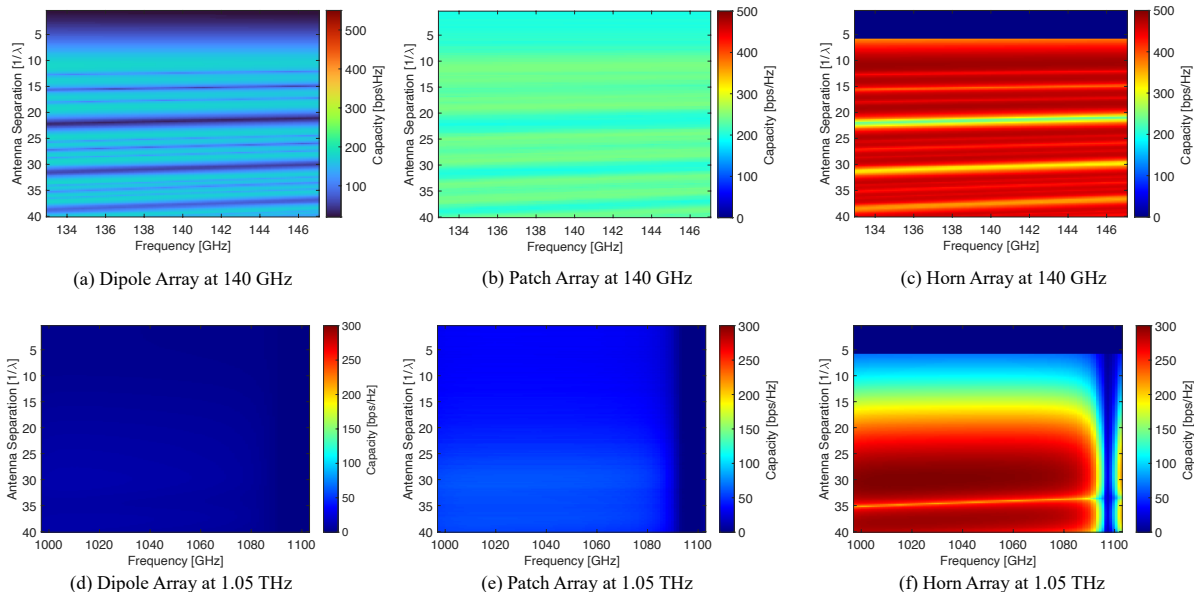 5
10
15
20
25
30
35
40
Antenna Separation [1/λ]
134 136 138 140 142 144 146
Frequency [GHz]
500
400
300
200
100
Capacity [bps\Hz]
(a) Dipole Array at 140 GHz
5
10
15
20
25
30
35
40
Antenna Separation [1/λ]
134 136 138 140 142 144 146
Frequency [GHz]
500
400
300
200
100
0
Capacity [bps/Hz]
(b) Patch Array at 140 GHz
5
10
15
20
25
30
35
40
Antenna Separation [1/λ]
134 136 138 140 142 144 146
Frequency [GHz]
500
400
300
200
100
0
Capacity [bps/Hz]
(c) Horn Array at 140 GHz
5
10
15
20
25
30
35
40
Antenna Separation [1/λ]
1000 1020 1040 1060 1080 1100
Frequency [GHz]
300
250
200
150
100
50
0
Capacity [bps/Hz]
(d) Dipole Array at 1.05 THz
5
10
15
20
25
30
35
40
Antenna Separation [1/λ]
1000 1020 1040 1060 1080 1100
Frequency [GHz]
300
250
200
150
100
50
0
Capacity [bps/Hz]
(e) Patch Array at 1.05 THz
5
10
15
20
25
30
35
40
Antenna Separation [1/λ]
1000 1020 1040 1060 1080 1100
Frequency [GHz]
300
250
200
150
100
50
0
Capacity [bps/Hz]
(f) Horn Array at 1.05 THz